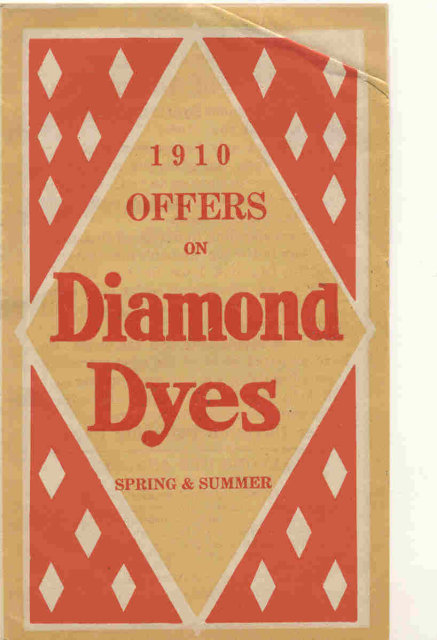 1910
OFFERS
ON
Diamond
Dyes
SPRING & SUMMER